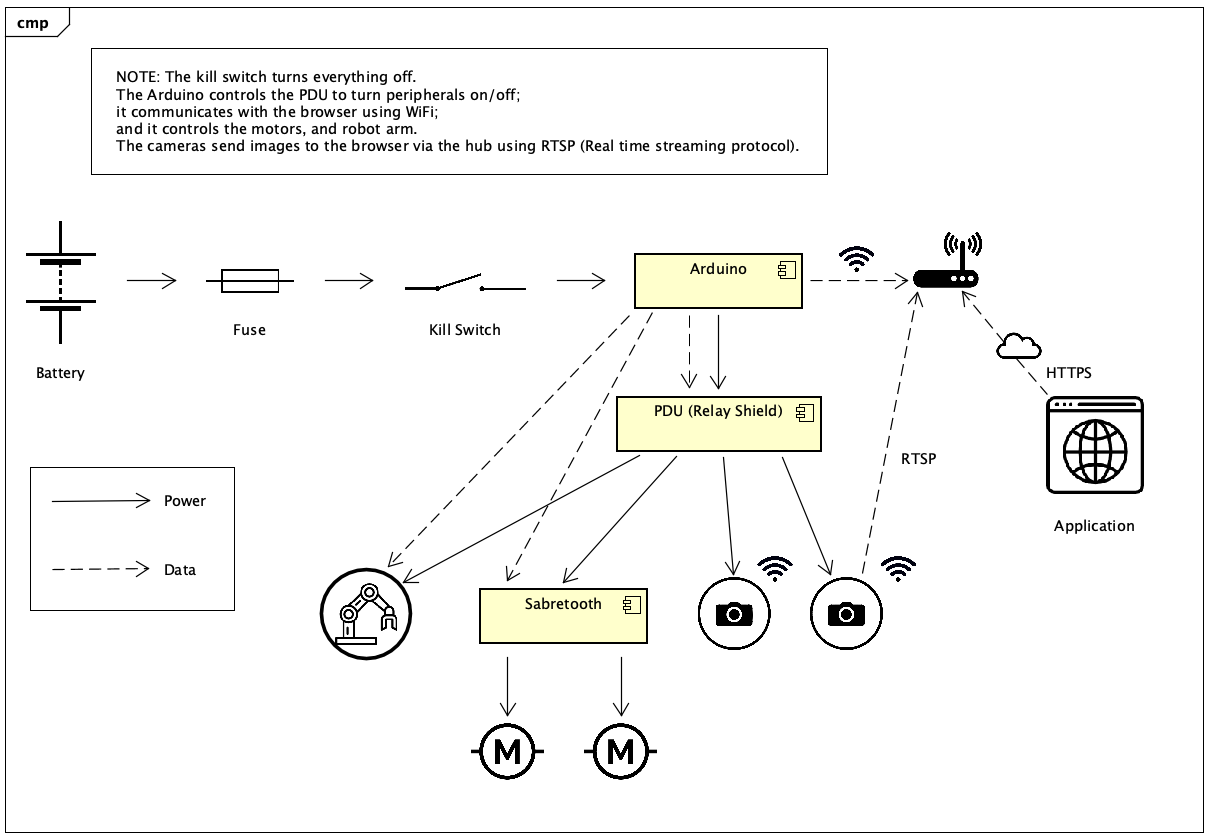 cmp
NOTE: The kill switch turns everything off.
The Arduino controls the PDU to turn peripherals on/off;
it communicates with the browser using WiFi;
and it controls the motors, and robot arm.
The cameras send images to the browser via the hub using RTSP (Real time streaming protocol).
Arduino
Fuse
Kill Switch
Battery
HTTPS
PDU (Relay Shield)
RTSP
Application
Power
Data
Sabretooth
M
M